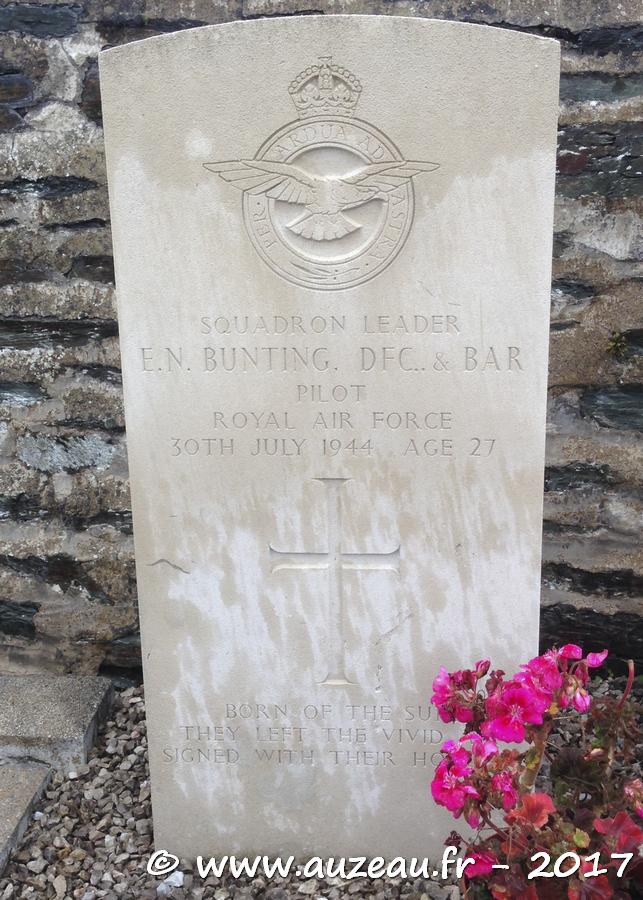 PER ARDUA AD ASTRA
SQUADRON LEADER
E.N. BUNTING. DFC. & BAR
PILOT
ROYAL AIR FORCE
30TH JULY 1944 AGE 27
BORN OF THE SU
THEY LEFT THE VIVID
SIGNED WITH THEIR HO
© www.auzeau.fr - 2017